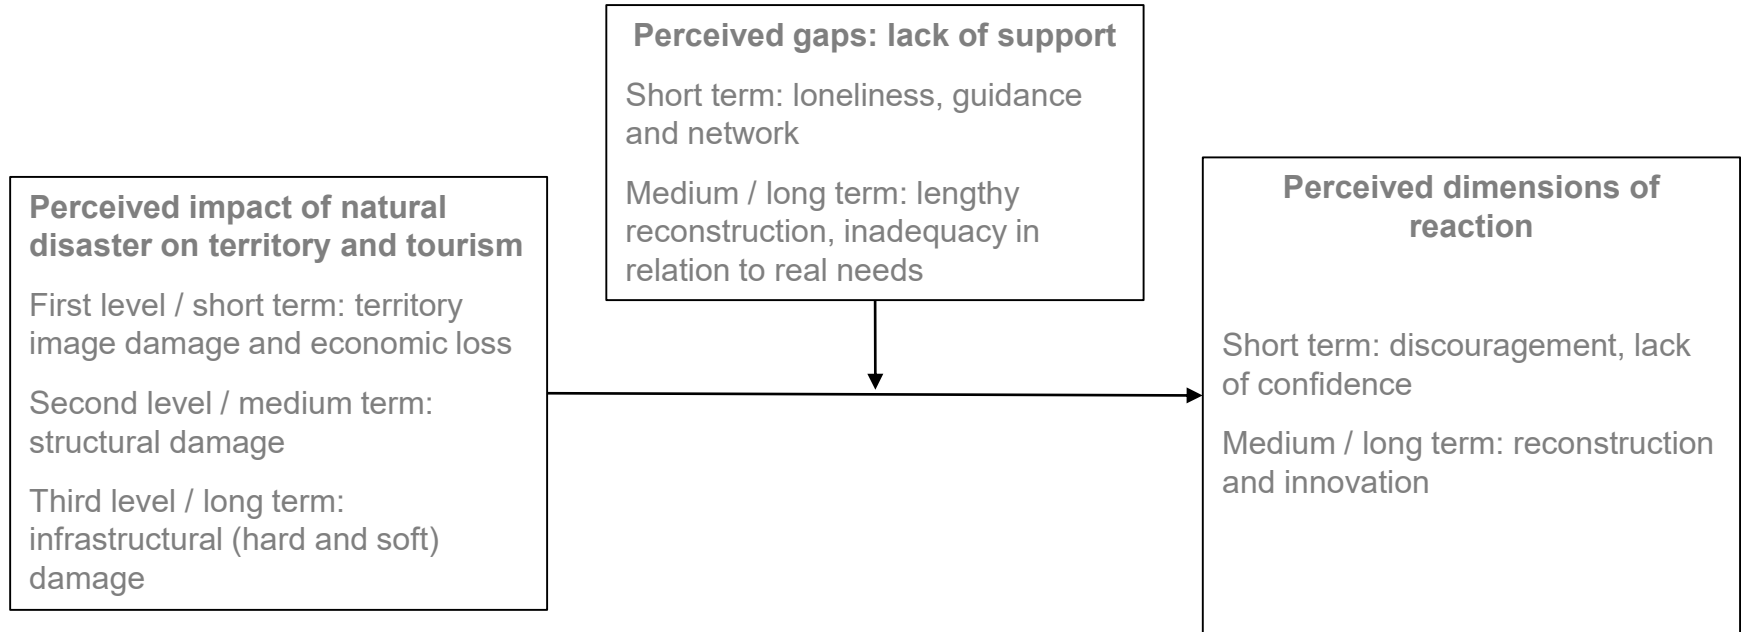 Perceived gaps: lack of support
Short term: loneliness, guidance
and network
Medium / long term: lengthy
reconstruction, inadequacy in
relation to real needs
Perceived impact of natural
disaster on territory and tourism
First level / short term: territory
image damage and economic loss
Second level / medium term:
structural damage
Third level / long term:
infrastructural (hard and soft)
damage
Perceived dimensions of
reaction
Short term: discouragement, lack
of confidence
Medium / long term: reconstruction
and innovation